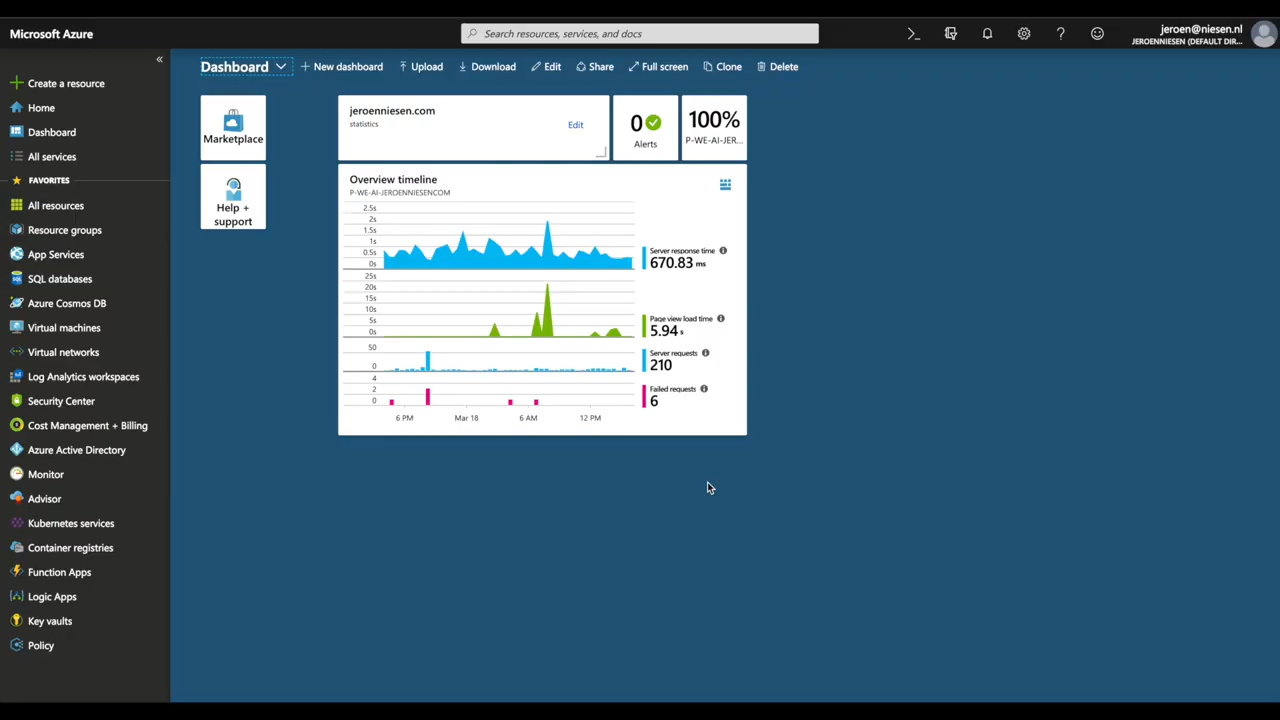 Microsoft Azure
Search resources, services, and docs
jeroen@niesen.nl
JEROENNIESEN (DEFAULT DIR...
Dashboard
New dashboard
Upload
Download
Edit
Share
Full screen
Clone
Delete
Create a resource
Home
Dashboard
All services
FAVORITES
All resources
Resource groups
App Services
SQL databases
Azure Cosmos DB
Virtual machines
Virtual networks
Log Analytics workspaces
Security Center
Cost Management + Billing
Azure Active Directory
Monitor
Advisor
Kubernetes services
Container registries
Function Apps
Logic Apps
Key vaults
Policy
Marketplace
Help +
support
jeroenniesen.com
statistics
Edit
0
Alerts
100%
P-WE-AI-JER...
Overview timeline
P-WE-AI-JEROENNIESENCOM
2.5s
2s
1.5s
1s
0.5s
0s
Server response time
670.83 ms
25s
20s
15s
10s
5s
0s
Page view load time
5.94 s
50
0
Server requests
210
4
2
0
Failed requests
6
6 PM
Mar 18
6 AM
12 PM